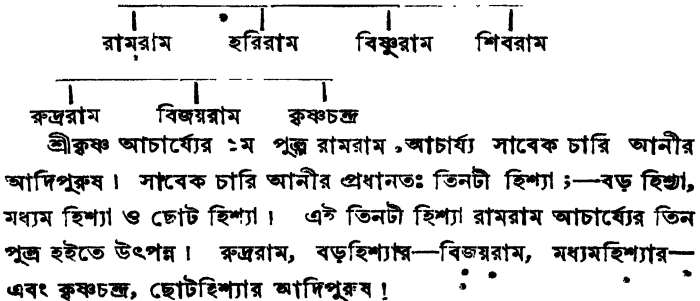 রামরাম হরিরাম বিষ্ণুরাম শিবরাম
রুদ্ররাম বিজয়রাম কৃষ্ণচন্দ্র
শ্রীকৃষ্ণ আচার্য্যের ১ম পুত্ত্র রামরাম আচার্য্য সাবেক চারি আনীর
আদিপুরুষ। সাবেক চারি আনীর প্রধানতঃ তিনটী হিশ্যা;—বড় হিশ্যা,
মধ্যম হিশ্যা ও ছোট হিশ্যা। এই তিনটী হিশ্যা রামরাম আচার্য্যের তিন
পুত্ত্র হইতে উৎপন্ন। রুদ্ররাম, বড়হিশ্যার—বিজয়রাম, মধ্যমহিশ্যার—
এবং কৃষ্ণচন্দ্র, ছোটহিশ্যার আদিপুরুষ!